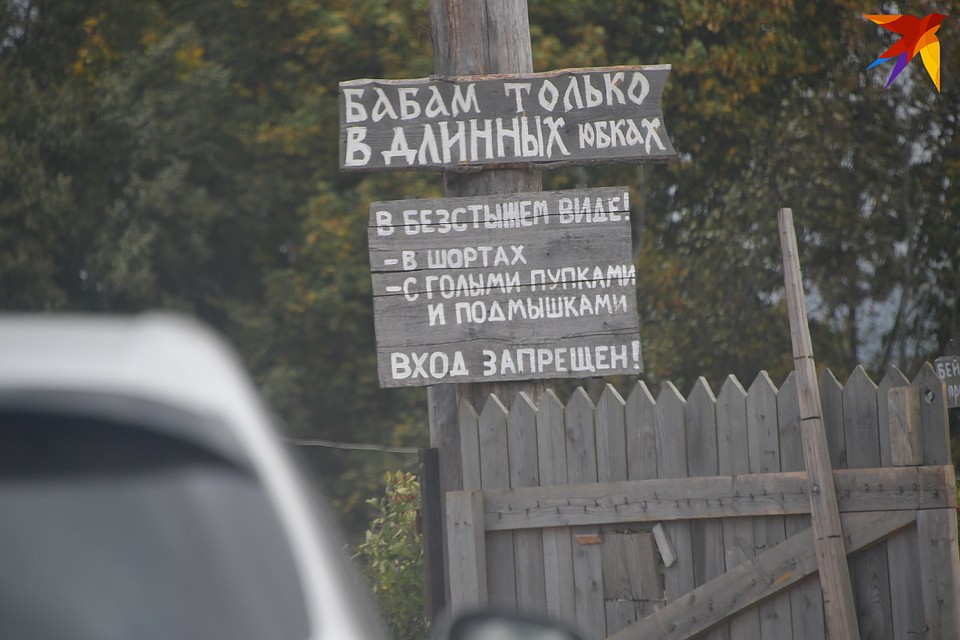 БАБАМ ТОЛЬКО
В ДЛИННЫХ ЮБКАХ
В БЕЗСТЫЖЕМ ВИДЕ!
-В ШОРТАХ
-С ГОЛЫМИ ПУПКАМИ
И ПОДМЫШКАМИ
ВХОД ЗАПРЕЩЕН!